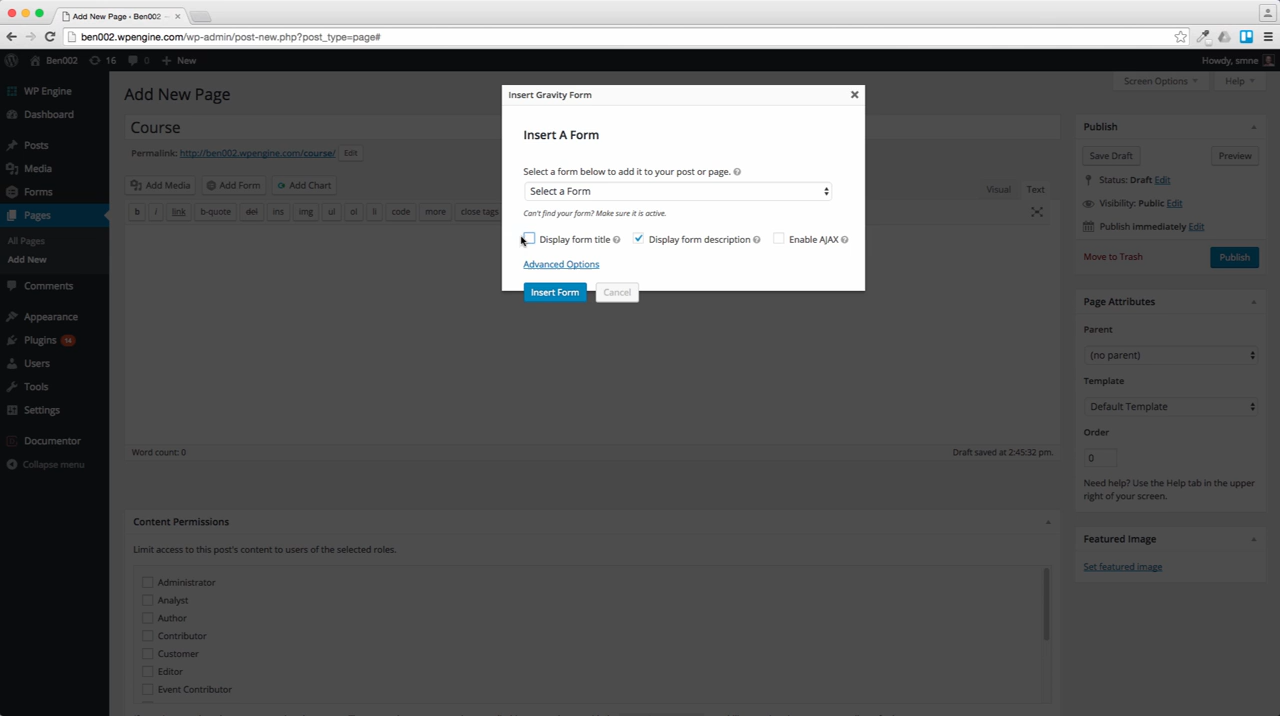 Add New Page ‹ Ben002
ben002.wpengine.com/wp-admin/post-new.php?post_type=page#
Ben002
16
0
+ New
Howdy, smne
WP Engine
Dashboard
Posts
Media
Forms
Pages
All Pages
Add New
Comments
Appearance
Plugins 14
Users
Tools
Settings
Documentor
Collapse menu
Add New Page
Screen Options
Help
Course
Permalink: http://ben002.wpengine.com/course/ Edit
Add Media
Add Form
Add Chart
Visual
Text
b i link b-quote del ins img ul ol li code more close tags
Word count: 0
Draft saved at 2:45:32 pm.
Insert Gravity Form
Insert A Form
Select a form below to add it to your post or page.
Select a Form
Can't find your form? Make sure it is active.
Display form title
Display form description
Enable AJAX
Advanced Options
Insert Form
Cancel
Content Permissions
Limit access to this post's content to users of the selected roles.
Administrator
Analyst
Author
Contributor
Customer
Editor
Event Contributor
Publish
Save Draft
Preview
Status: Draft Edit
Visibility: Public Edit
Publish immediately Edit
Move to Trash
Publish
Page Attributes
Parent
(no parent)
Template
Default Template
Order
0
Need help? Use the Help tab in the upper
right of your screen.
Featured Image
Set featured image